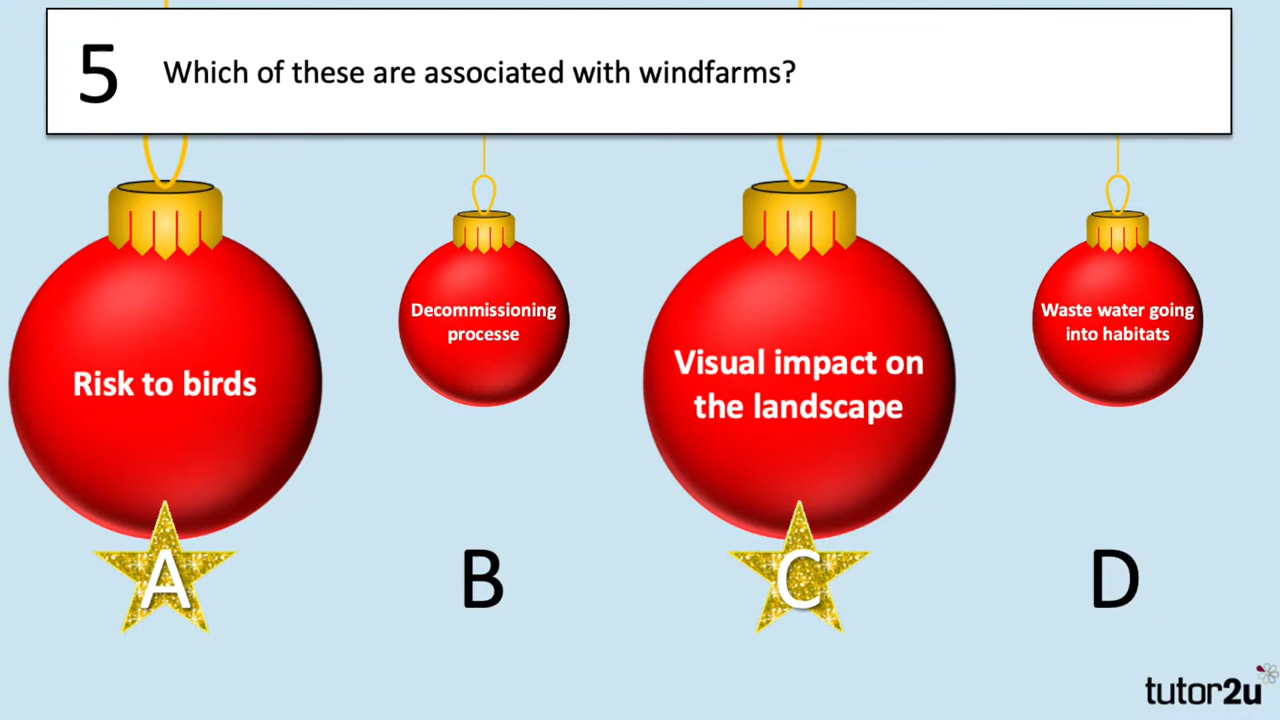 5
Which of these are associated with windfarms?
Risk to birds
Decommissioning
processe
Visual impact on
the landscape
Waste water going
into habitats
A
B
C
D
tutor2u